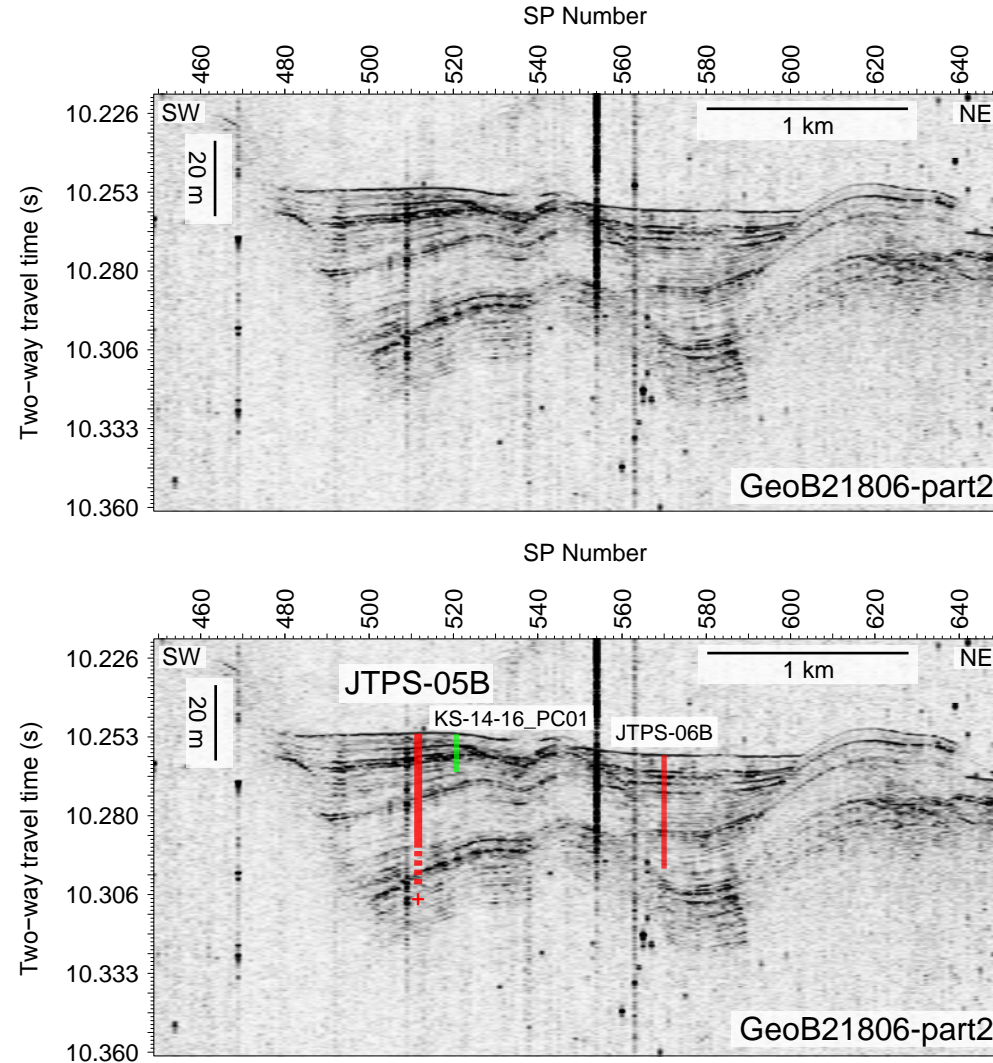 SP Number
460 480 500 520 540 560 580 600 620 640
SW
NE
1 km
20 m
Two−way travel time (s)
10.226
10.253
10.280
10.306
10.333
10.360
GeoB21806-part2
SP Number
460 480 500 520 540 560 580 600 620 640
SW
NE
1 km
20 m
JTPS-05B
KS-14-16_PC01
JTPS-06B
Two−way travel time (s)
10.226
10.253
10.280
10.306
10.333
10.360
GeoB21806-part2